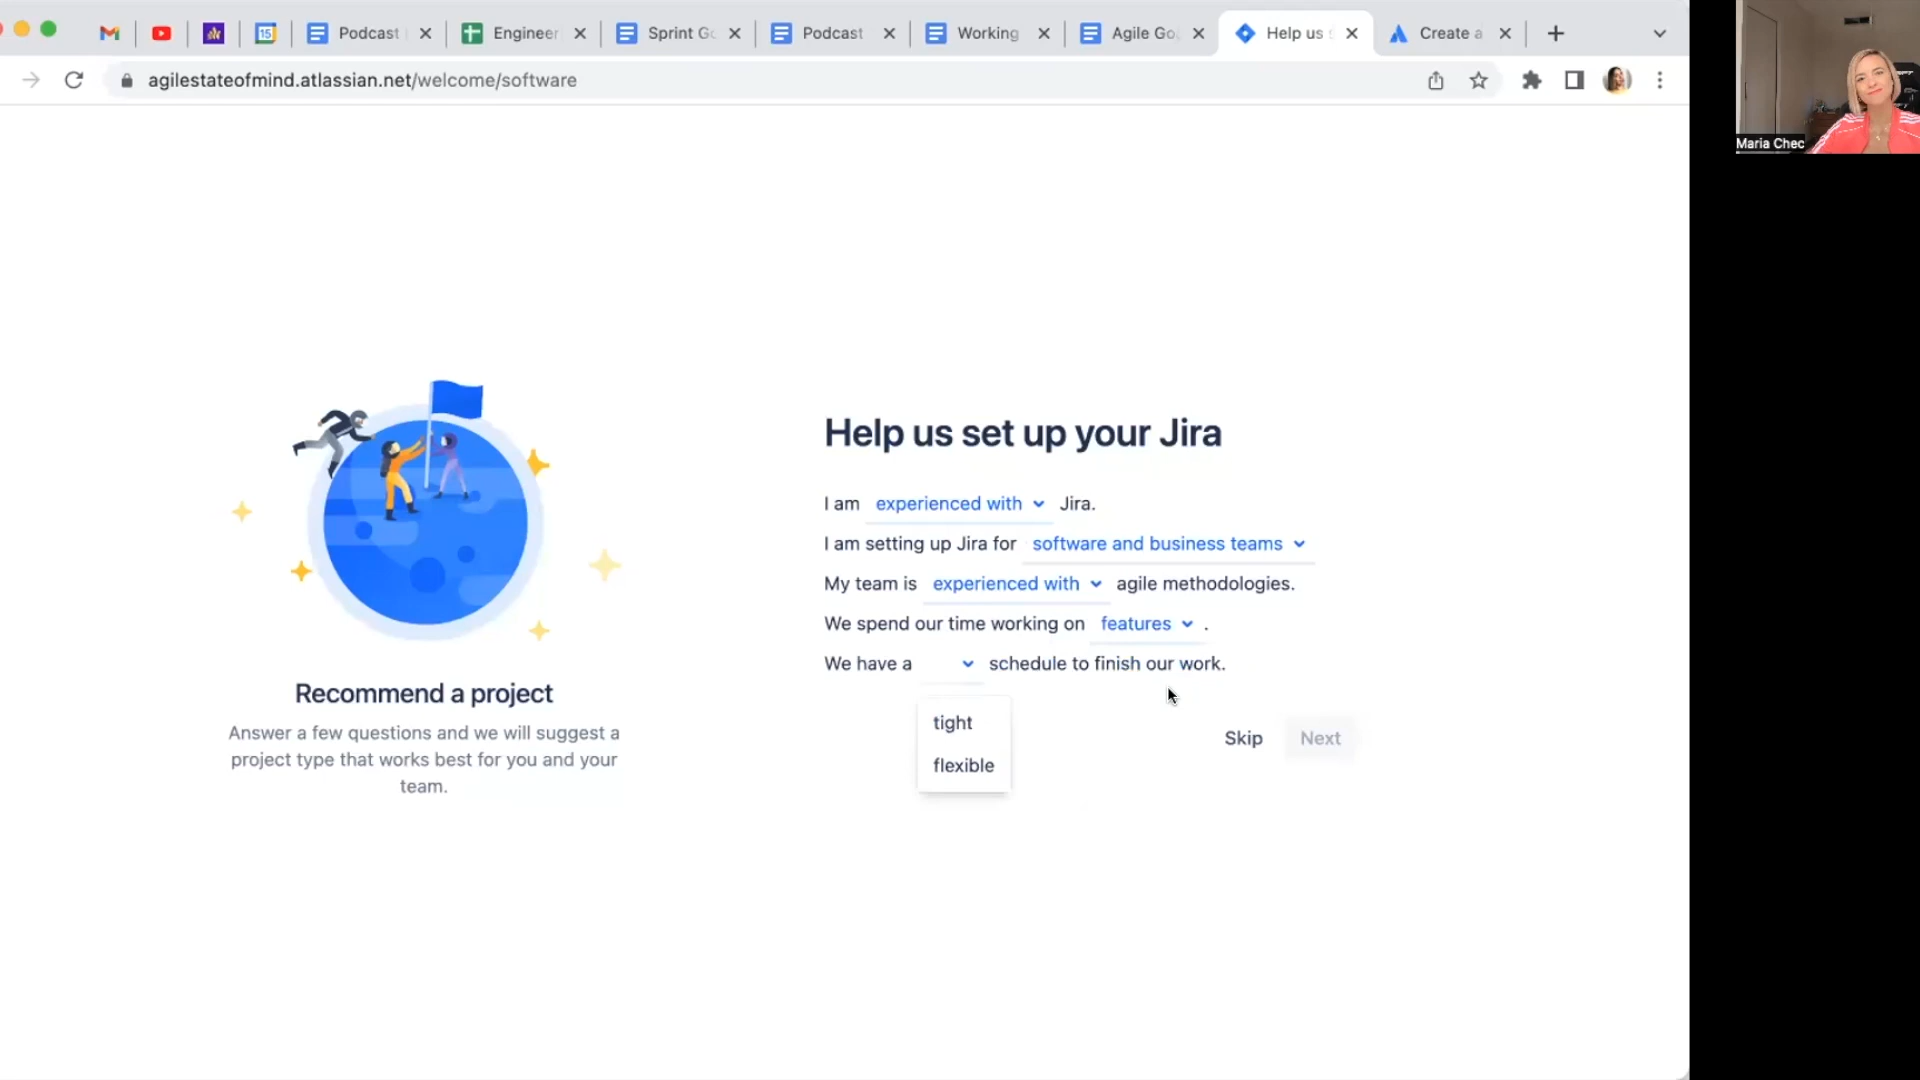 15
Podcast
Engineer
Sprint Go
Podcast
Working
Agile Go
Help us
Create a
agilestateofmind.atlassian.net/welcome/software
Maria Chec
Help us set up your Jira
I am experienced with Jira.
I am setting up Jira for software and business teams
My team is experienced with agile methodologies.
We spend our time working on features .
We have a schedule to finish our work.
tight
flexible
Skip
Next
Recommend a project
Answer a few questions and we will suggest a
project type that works best for you and your
team.